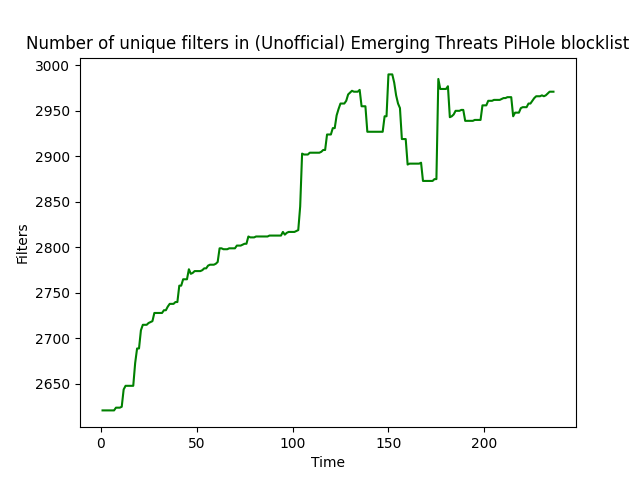 Number of unique filters in (Unofficial) Emerging Threats PiHole blocklist
3000
2950
2900
2850
2800
2750
2700
2650
Filters
0 50 100 150 200
Time